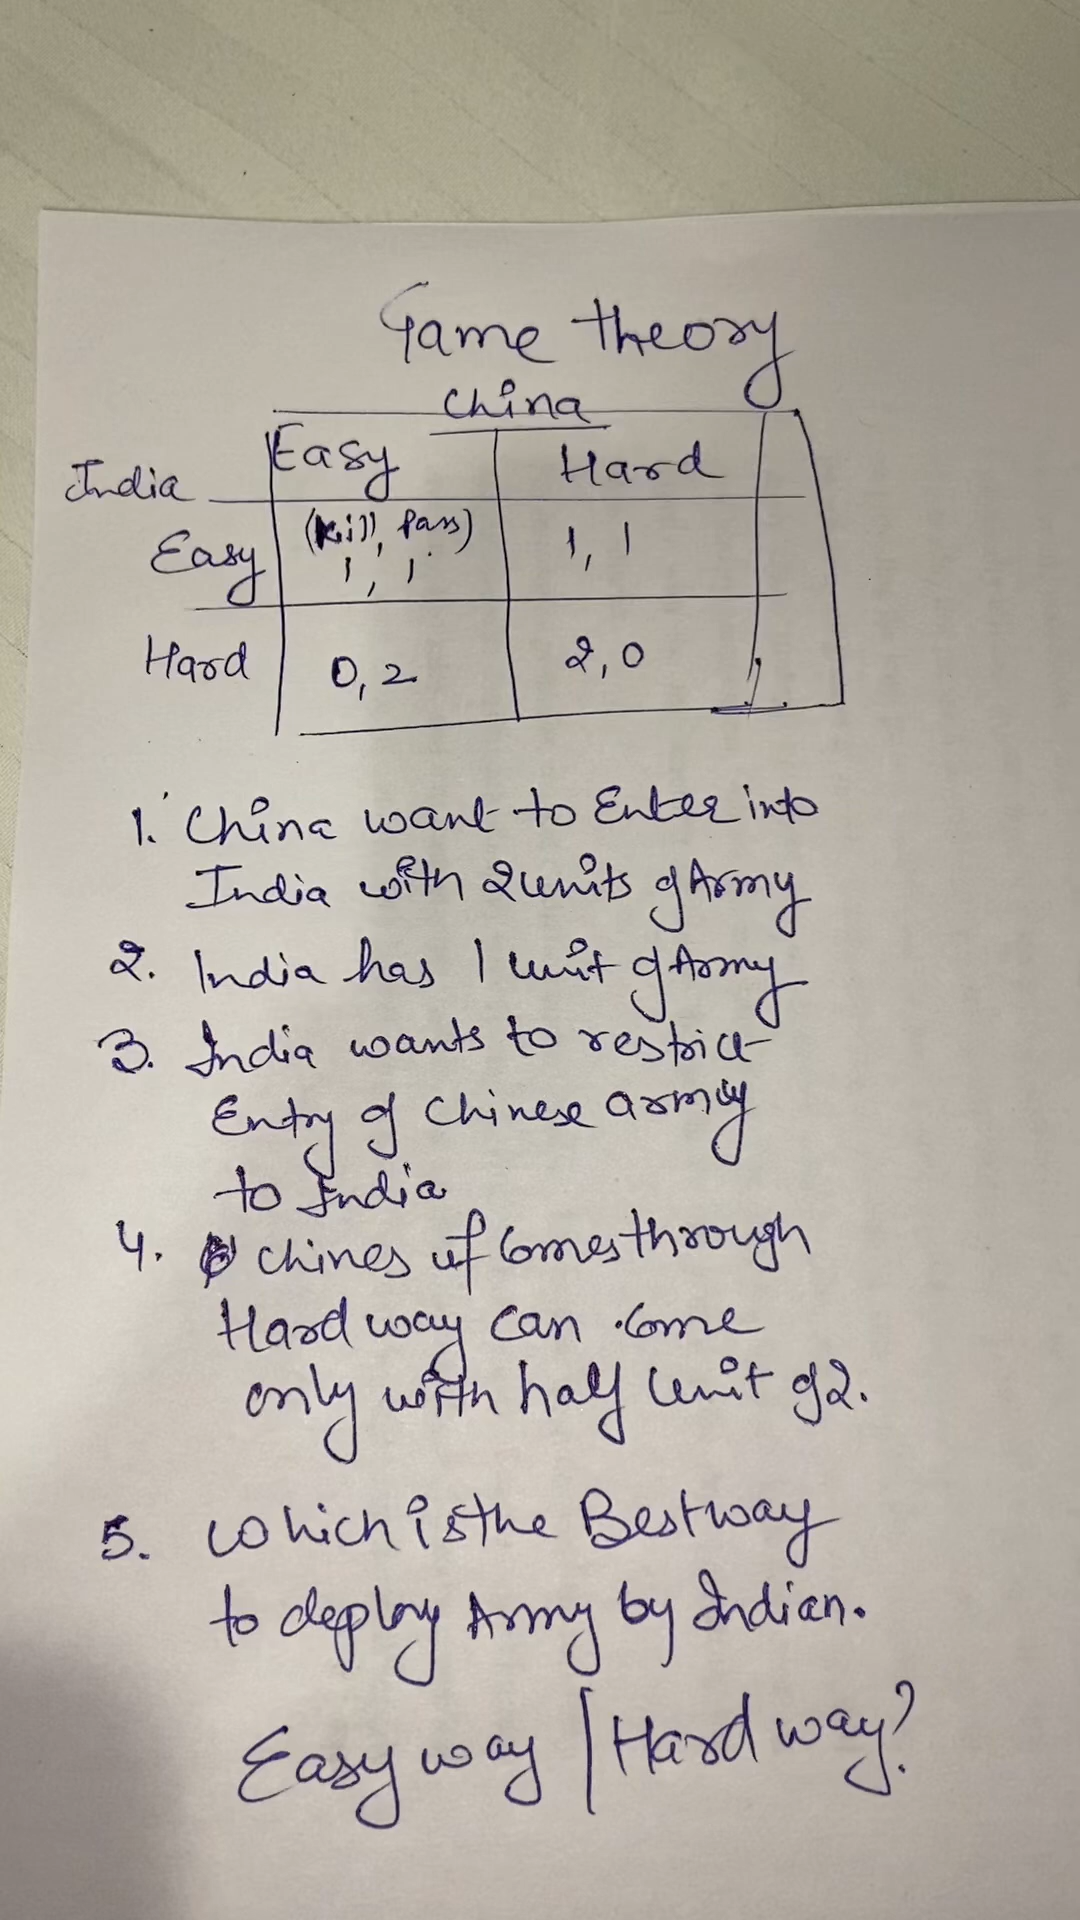 Game theory
China
Easy Hard
India
(kill, Pass)
Easy 1, 1 1, 1
Hard 0, 2 2, 0
1. China want to Enter into
India with 2 units of Army
2. India has 1 unit of Army
3. India wants to restrict
Entry of Chinese army
to India
4. Chines if Comes through
Hard way can come
only with half unit of 2.
5. Which is the Best way
to deploy Army by Indian.
Easy way | Hard way?